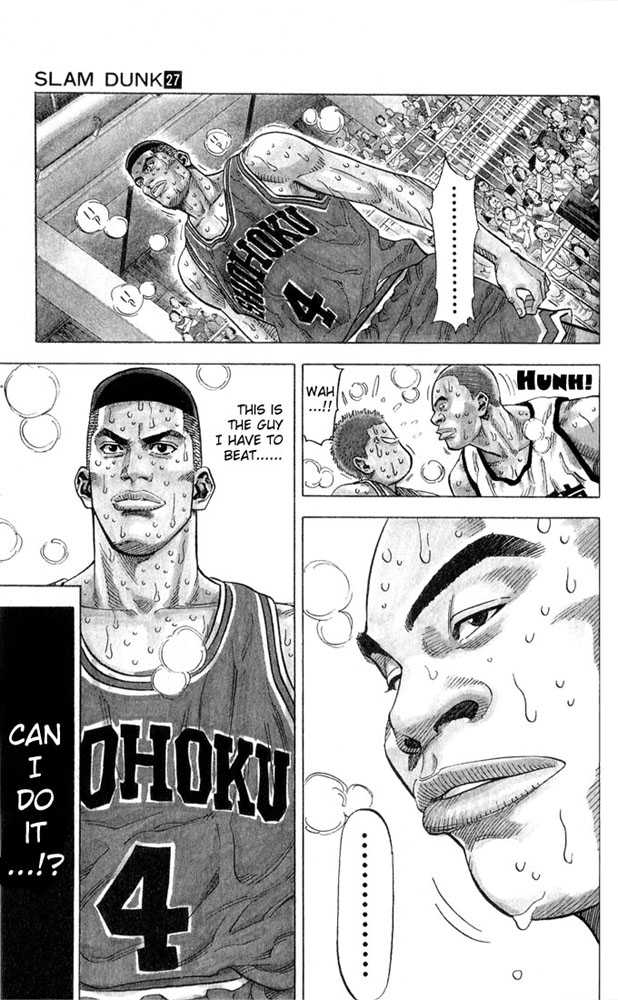 SLAM DUNK 27
..........
SHOHOKU
4
HUNH!
WAH
...!!
..............
THIS IS
THE GUY
I HAVE TO
BEAT......
OHOKU
4
CAN
I
DO
IT
...!?